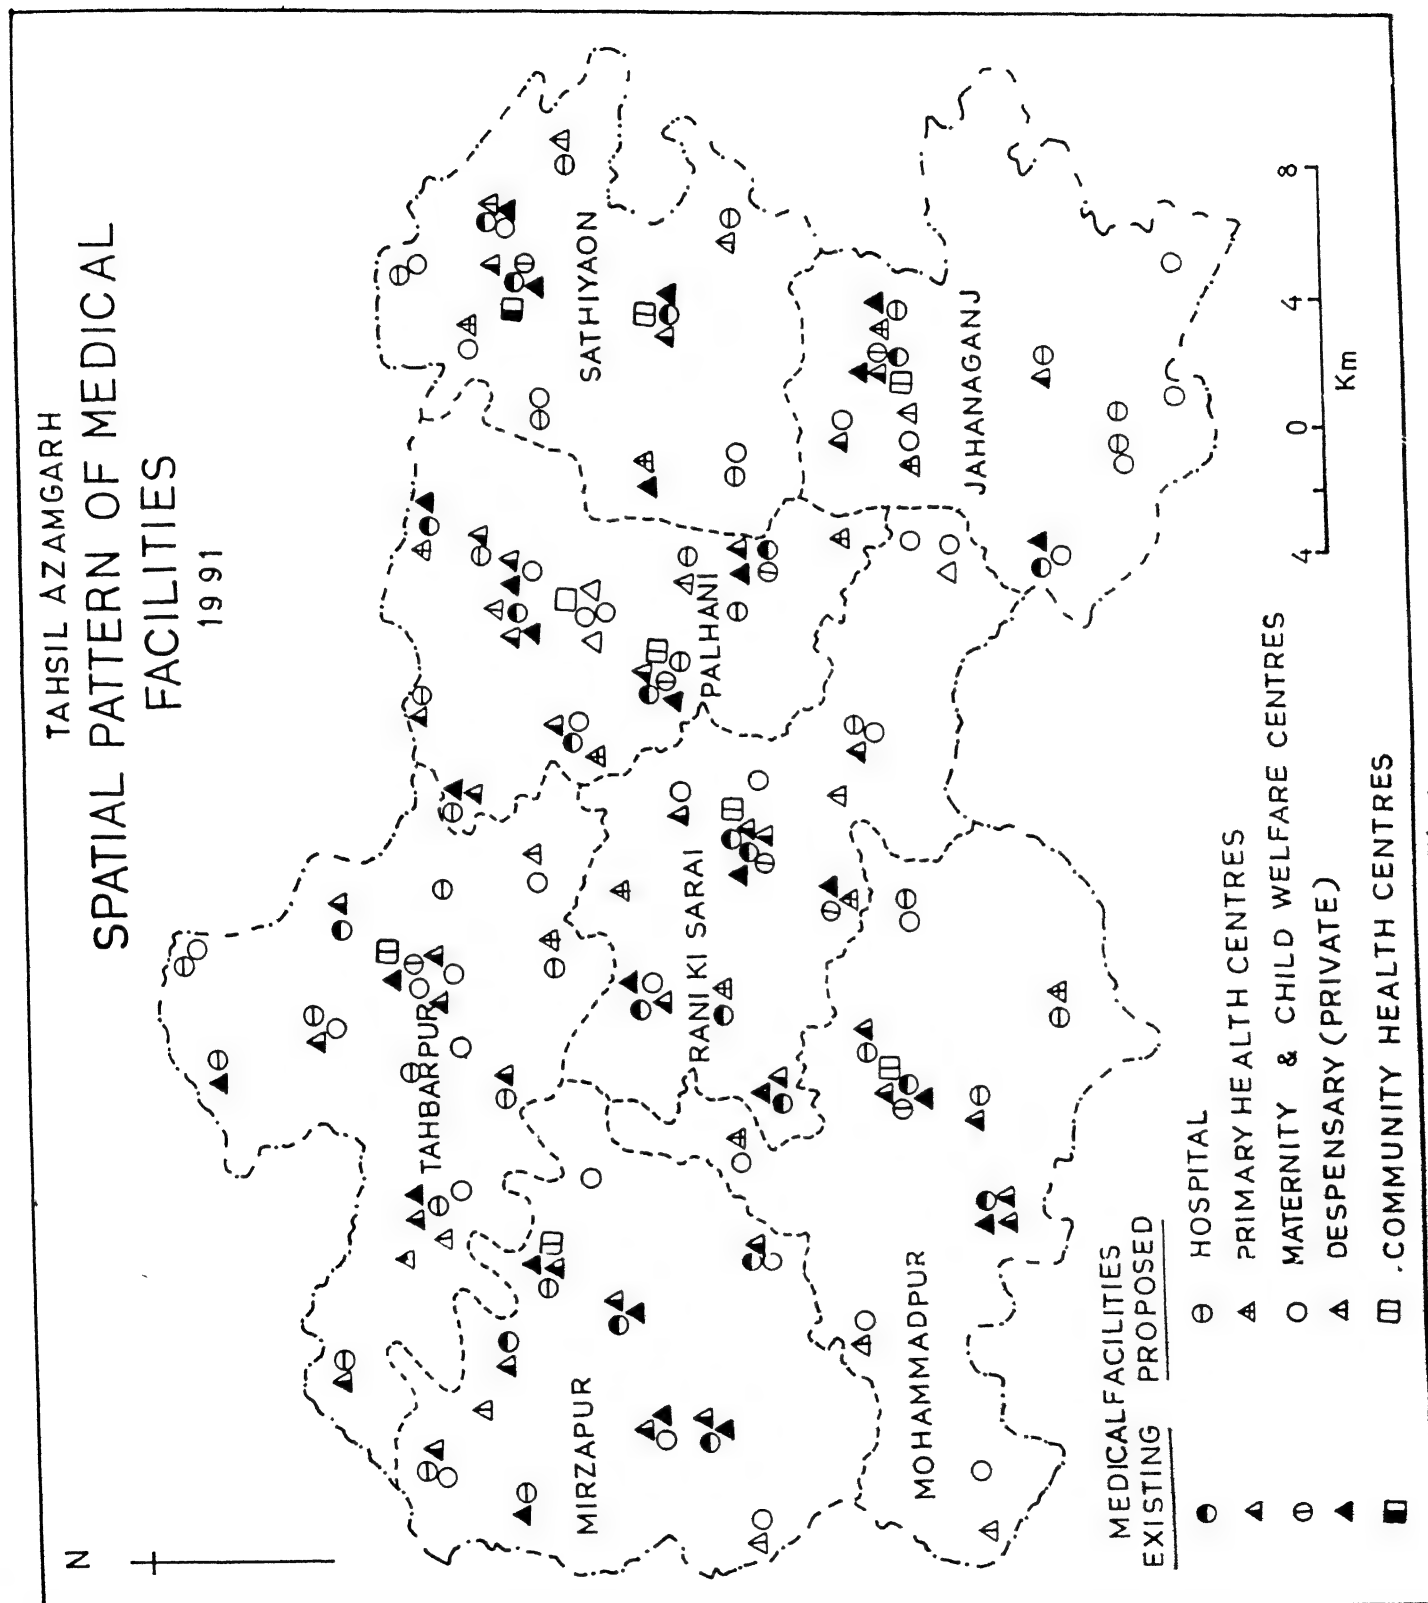 TAHSIL AZAMGARH
SPATIAL PATTERN OF MEDICAL
FACILITIES
1991
N
SATHIYAON
JAHANAGANJ
PALHANI
TAHBARPUR
RANI KI SARAI
MIRZAPUR
MOHAMMADPUR
4 0 4 8
Km
MEDICAL FACILITIES
EXISTING PROPOSED
HOSPITAL
PRIMARY HEALTH CENTRES
MATERNITY & CHILD WELFARE CENTRES
DESPENSARY (PRIVATE)
COMMUNITY HEALTH CENTRES